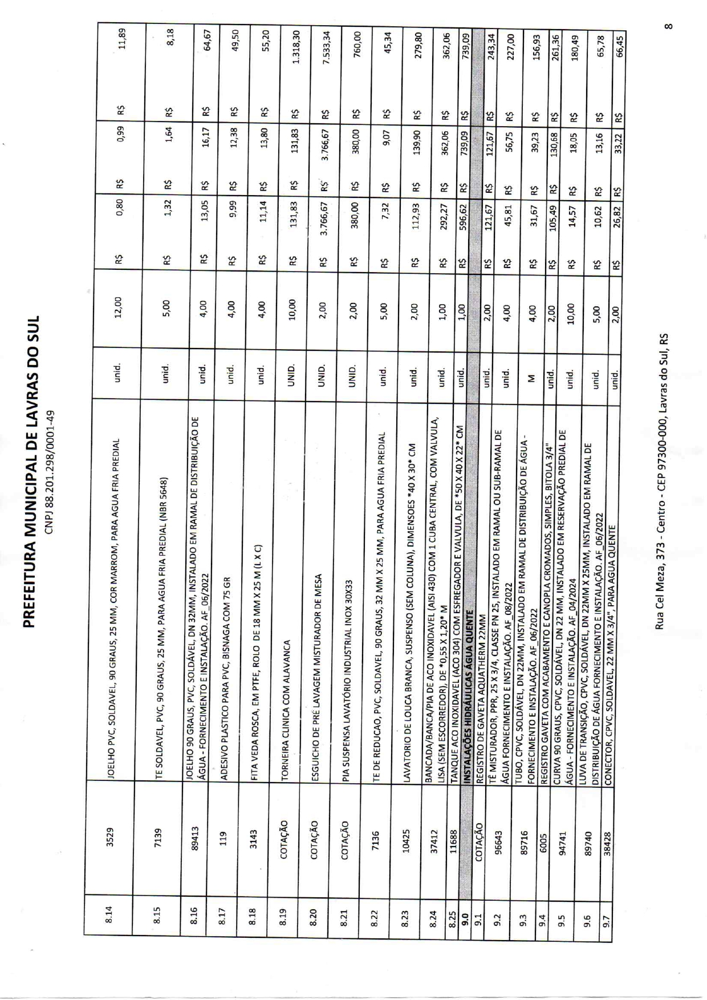 PREFEITURA MUNICIPAL DE LAVRAS DO SUL
CNPJ 88.201.298/0001-49
8.14 3529 JOELHO PVC, SOLDAVEL, 90 GRAUS, 25 MM, COR MARROM, PARA AGUA FRIA PREDIAL unid. 12,00 R$ 0,80 R$ 0,99 R$ 11,89
8.15 7139 TE SOLDAVEL, PVC, 90 GRAUS, 25 MM, PARA AGUA FRIA PREDIAL (NBR 5648) unid. 5,00 R$ 1,32 R$ 1,64 R$ 8,18
8.16 89413 JOELHO 90 GRAUS, PVC, SOLDÁVEL, DN 32MM, INSTALADO EM RAMAL DE DISTRIBUIÇÃO DE
ÁGUA - FORNECIMENTO E INSTALAÇÃO. AF_06/2022 unid. 4,00 R$ 13,05 R$ 16,17 R$ 64,67
8.17 119 ADESIVO PLASTICO PARA PVC, BISNAGA COM 75 GR unid. 4,00 R$ 9,99 R$ 12,38 R$ 49,50
8.18 3143 FITA VEDA ROSCA, EM PTFE, ROLO DE 18 MM X 25 M (L X C) unid. 4,00 R$ 11,14 R$ 13,80 R$ 55,20
8.19 COTAÇÃO TORNEIRA CLINICA COM ALAVANCA UNID. 10,00 R$ 131,83 R$ 131,83 R$ 1.318,30
8.20 COTAÇÃO ESGUICHO DE PRÉ LAVAGEM MISTURADOR DE MESA UNID. 2,00 R$ 3.766,67 R$ 3.766,67 R$ 7.533,34
8.21 COTAÇÃO PIA SUSPENSA LAVATÓRIO INDUSTRIAL INOX 30X33 UNID. 2,00 R$ 380,00 R$ 380,00 R$ 760,00
8.22 7136 TE DE REDUCAO, PVC, SOLDAVEL, 90 GRAUS, 32 MM X 25 MM, PARA AGUA FRIA PREDIAL unid. 5,00 R$ 7,32 R$ 9,07 R$ 45,34
8.23 10425 LAVATORIO DE LOUCA BRANCA, SUSPENSO (SEM COLUNA), DIMENSOES *40 X 30* CM unid. 2,00 R$ 112,93 R$ 139,90 R$ 279,80
8.24 37412 BANCADA/BANCA/PIA DE ACO INOXIDAVEL (AISI 430) COM 1 CUBA CENTRAL, COM VALVULA,
LISA (SEM ESCORREDOR), DE *0,55 X 1,20* M unid. 1,00 R$ 292,27 R$ 362,06 R$ 362,06
8.25 11688 TANQUE ACO INOXIDAVEL (ACO 304) COM ESFREGADOR E VALVULA, DE *50 X 40 X 22* CM unid. 1,00 R$ 596,62 R$ 739,09 R$ 739,09
9.0 INSTALAÇÕES HIDRÁULICAS ÁGUA QUENTE
9.1 COTAÇÃO REGISTRO DE GAVETA AQUATHERM 22MM unid. 2,00 R$ 121,67 R$ 121,67 R$ 243,34
9.2 96643 TÊ MISTURADOR, PPR, 25 X 3/4, CLASSE PN 25, INSTALADO EM RAMAL OU SUB-RAMAL DE
ÁGUA FORNECIMENTO E INSTALAÇÃO. AF_08/2022 unid. 4,00 R$ 45,81 R$ 56,75 R$ 227,00
9.3 89716 TUBO, CPVC, SOLDÁVEL, DN 22MM, INSTALADO EM RAMAL DE DISTRIBUIÇÃO DE ÁGUA -
FORNECIMENTO E INSTALAÇÃO. AF_06/2022 M 4,00 R$ 31,67 R$ 39,23 R$ 156,93
9.4 6005 REGISTRO GAVETA COM ACABAMENTO E CANOPLA CROMADOS, SIMPLES, BITOLA 3/4" unid. 2,00 R$ 105,49 R$ 130,68 R$ 261,36
9.5 94741 CURVA 90 GRAUS, CPVC, SOLDÁVEL, DN 22 MM, INSTALADO EM RESERVAÇÃO PREDIAL DE
ÁGUA - FORNECIMENTO E INSTALAÇÃO. AF_04/2024 unid. 10,00 R$ 14,57 R$ 18,05 R$ 180,49
9.6 89740 LUVA DE TRANSIÇÃO, CPVC, SOLDÁVEL, DN 22MM X 25MM, INSTALADO EM RAMAL DE
DISTRIBUIÇÃO DE ÁGUA FORNECIMENTO E INSTALAÇÃO. AF_06/2022 unid. 5,00 R$ 10,62 R$ 13,16 R$ 65,78
9.7 38428 CONECTOR, CPVC, SOLDAVEL, 22 MM X 3/4", PARA AGUA QUENTE unid. 2,00 R$ 26,82 R$ 33,22 R$ 66,45
Rua Cel Meza, 373 - Centro - CEP 97300-000, Lavras do Sul, RS
8